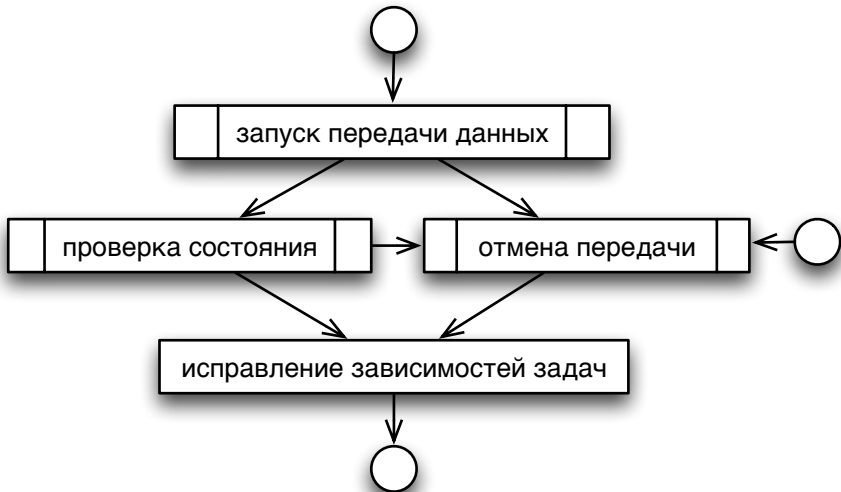 запуск передачи данных
проверка состояния
отмена передачи
исправление зависимостей задач